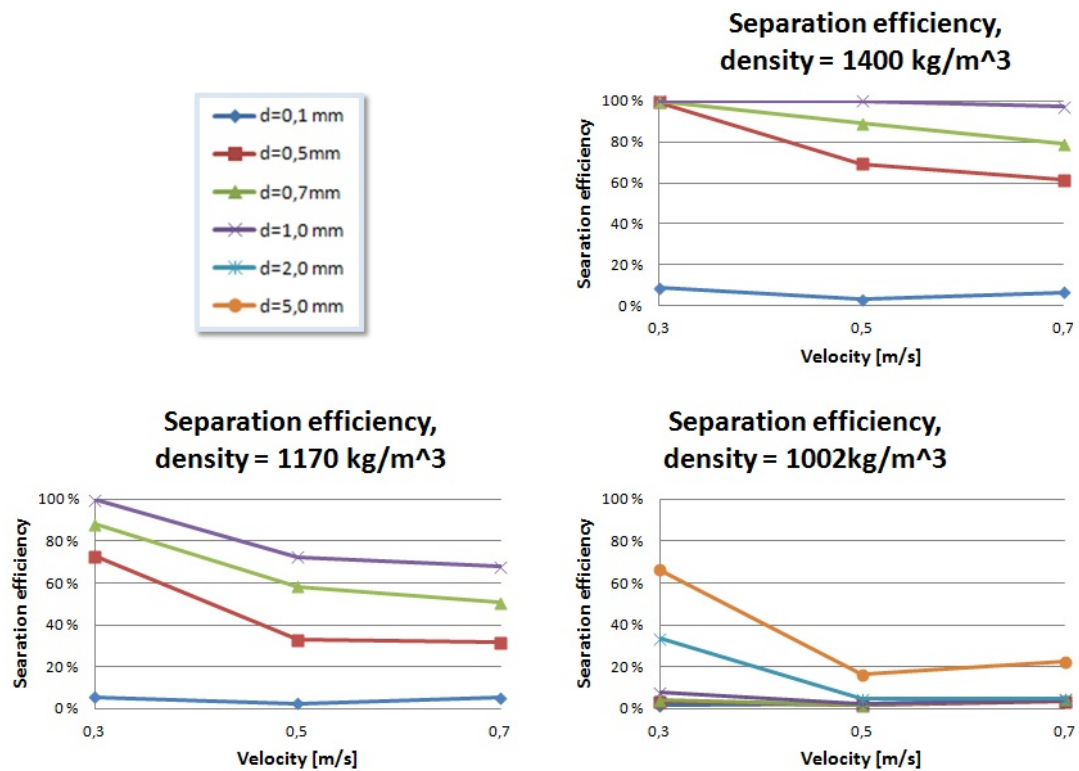 Separation efficiency,
density = 1400 kg/m^3
d=0,1 mm
d=0,5mm
d=0,7mm
d=1,0 mm
d=2,0 mm
d=5,0 mm
Searation efficiency
100 %
80 %
60 %
40 %
20 %
0 %
0,3
0,5
0,7
Velocity [m/s]
Separation efficiency,
density = 1170 kg/m^3
Searation efficiency
100 %
80 %
60 %
40 %
20 %
0 %
0,3
0,5
0,7
Velocity [m/s]
Separation efficiency,
density = 1002kg/m^3
Searation efficiency
100 %
80 %
60 %
40 %
20 %
0 %
0,3
0,5
0,7
Velocity [m/s]